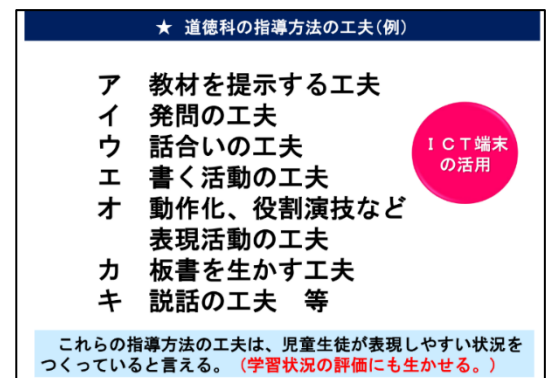 ★ 道徳科の指導方法の工夫(例)
ア 教材を提示する工夫
イ 発問の工夫
ウ 話合いの工夫
エ 書く活動の工夫
オ 動作化、役割演技など
表現活動の工夫
カ 板書を生かす工夫
キ 説話の工夫 等
ICT端末
の活用
これらの指導方法の工夫は、児童生徒が表現しやすい状況を
つくっていると言える。(学習状況の評価にも生かせる。)